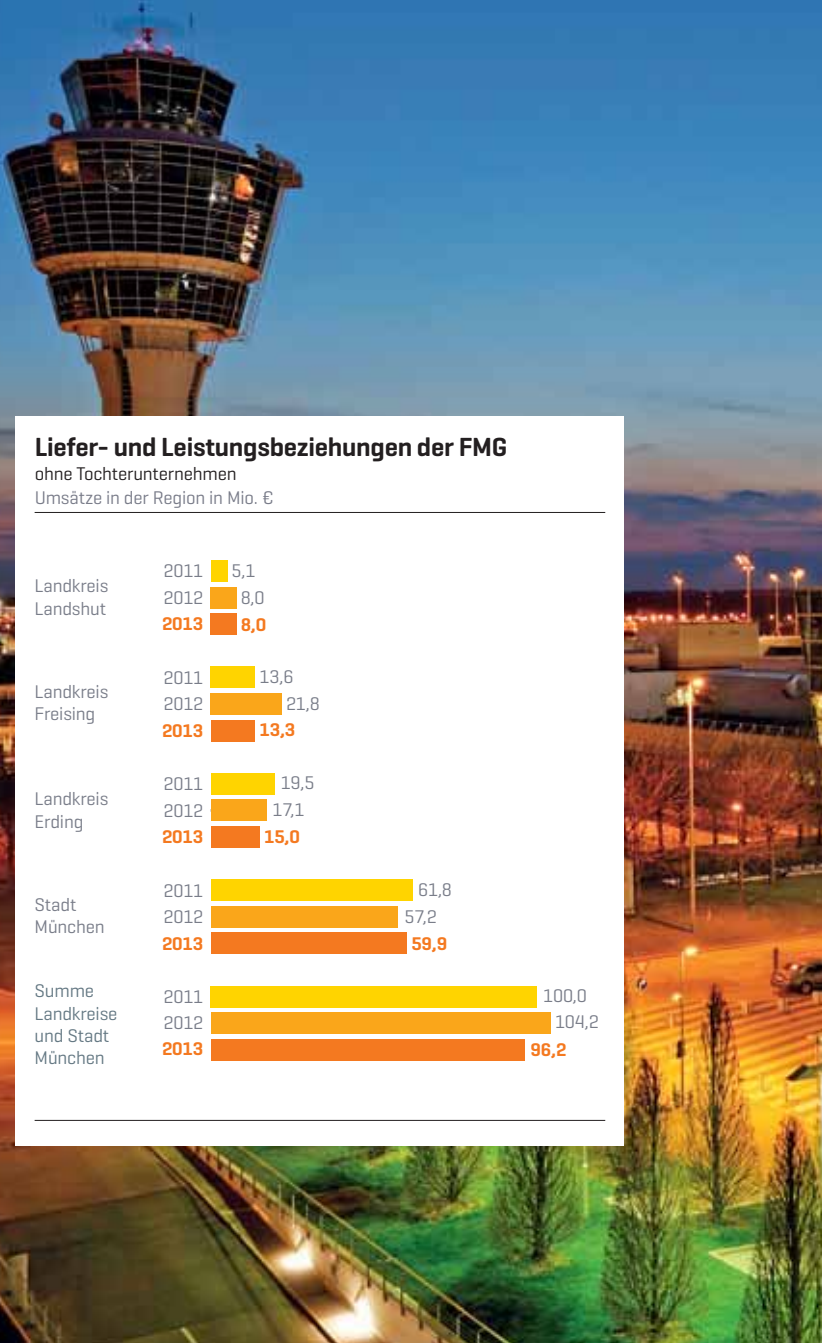 Liefer- und Leistungsbeziehungen der FMG
ohne Tochterunternehmen
Umsätze in der Region in Mio. €
Landkreis
Landshut
2011 5,1
2012 8,0
2013 8,0
Landkreis
Freising
2011 13,6
2012 21,8
2013 13,3
Landkreis
Erding
2011 19,5
2012 17,1
2013 15,0
Stadt
München
2011 61,8
2012 57,2
2013 59,9
Summe
Landkreise
und Stadt
München
2011 100,0
2012 104,2
2013 96,2